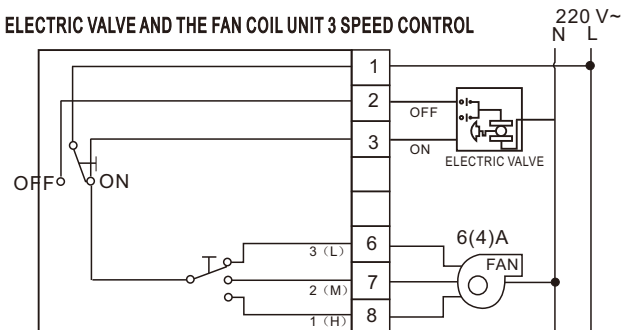 ELECTRIC VALVE AND THE FAN COIL UNIT 3 SPEED CONTROL
220 V~
N L
1
2
OFF
3
ON
ELECTRIC VALVE
OFF
ON
6(4)A
3 (L)
6
FAN
2 (M)
7
1 (H)
8